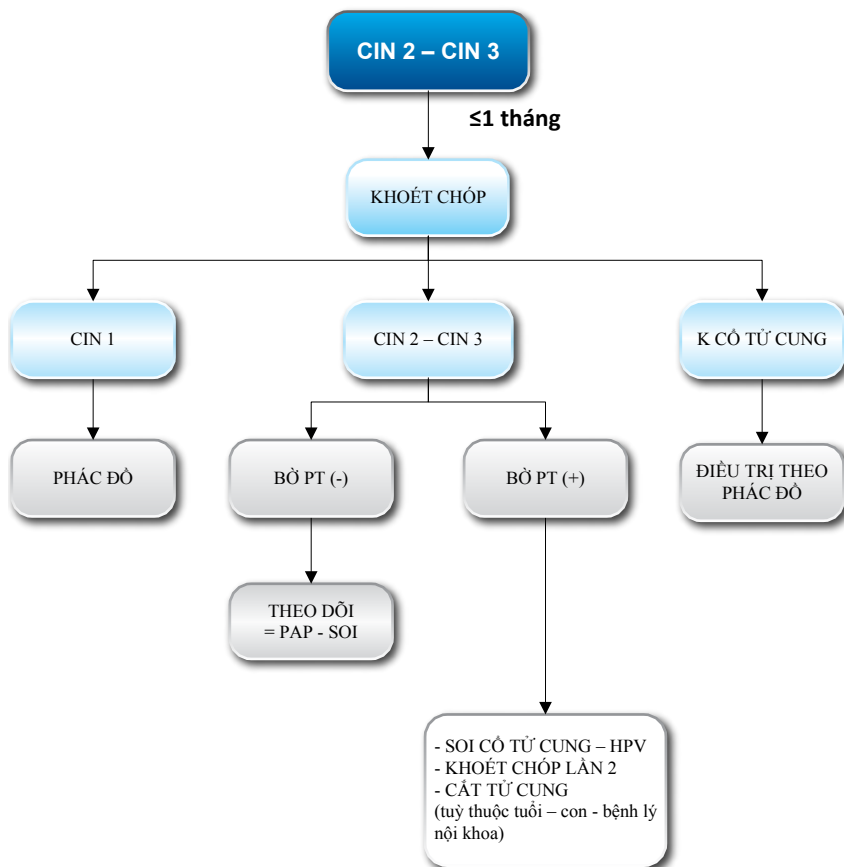 CIN 2 – CIN 3
≤1 tháng
KHOÉT CHÓP
CIN 1
CIN 2 – CIN 3
K CỔ TỬ CUNG
PHÁC ĐỒ
BỜ PT (-)
BỜ PT (+)
ĐIỀU TRỊ THEO
PHÁC ĐỒ
THEO DÕI
= PAP - SOI
- SOI CỔ TỬ CUNG – HPV
- KHOÉT CHÓP LẦN 2
- CẮT TỬ CUNG
(tuỳ thuộc tuổi – con - bệnh lý
nội khoa)